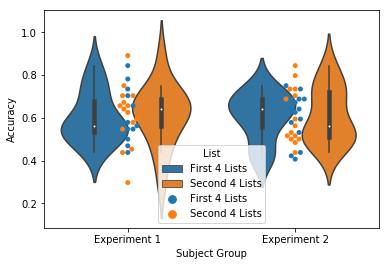 1.0
0.8
0.6
0.4
0.2
Accuracy
List
First 4 Lists
Second 4 Lists
First 4 Lists
Second 4 Lists
Experiment 1
Experiment 2
Subject Group